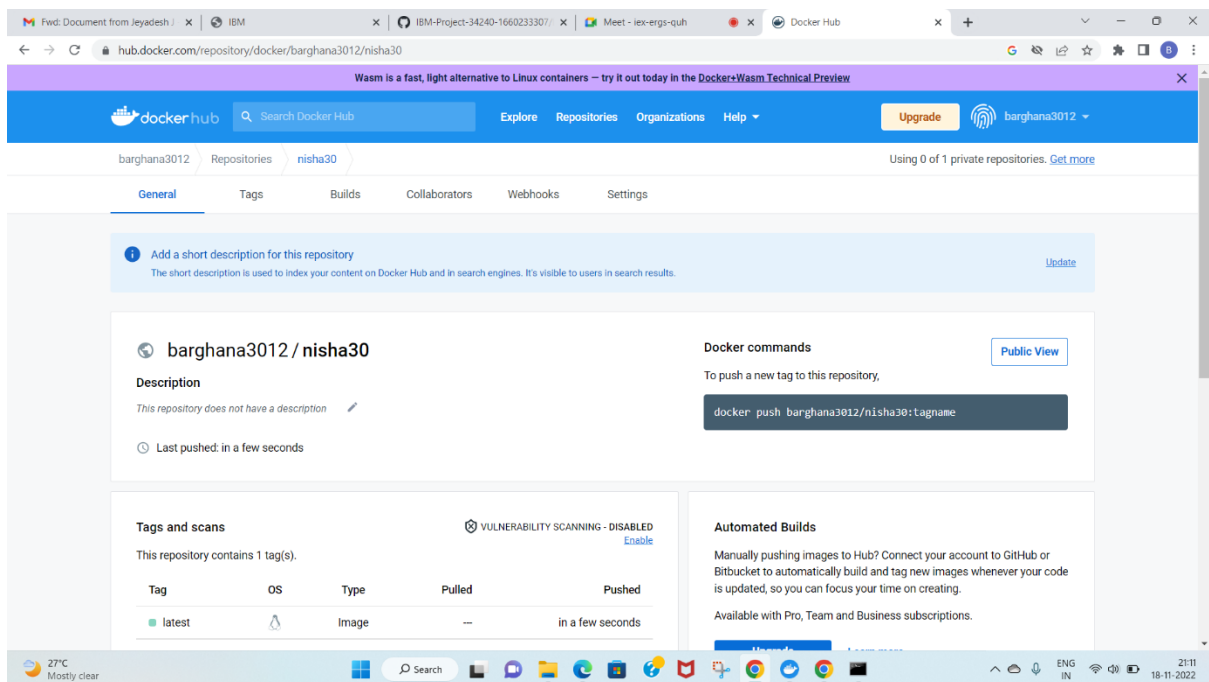 Fwd: Document from Jeyadesh
IBM
IBM-Project-34240-1660233307/
Meet - iex-ergs-quh
Docker Hub
hub.docker.com/repository/docker/barghana3012/nisha30
B
Wasm is a fast, light alternative to Linux containers — try it out today in the Docker+Wasm Technical Preview
dockerhub
Search Docker Hub
Explore Repositories Organizations Help
Upgrade
barghana3012
barghana3012 Repositories nisha30
Using 0 of 1 private repositories. Get more
General Tags Builds Collaborators Webhooks Settings
Add a short description for this repository
The short description is used to index your content on Docker Hub and in search engines. It's visible to users in search results.
Update
barghana3012 / nisha30
Description
This repository does not have a description
Last pushed: in a few seconds
Docker commands
Public View
To push a new tag to this repository,
docker push barghana3012/nisha30:tagname
Tags and scans
VULNERABILITY SCANNING - DISABLED
Enable
This repository contains 1 tag(s).
Tag OS Type Pulled Pushed
latest Image --- in a few seconds
Automated Builds
Manually pushing images to Hub? Connect your account to GitHub or
Bitbucket to automatically build and tag new images whenever your code
is updated, so you can focus your time on creating.
Available with Pro, Team and Business subscriptions.
Upgrade Learn more
27°C
Mostly clear
Search
ENG
IN
21:11
18-11-2022